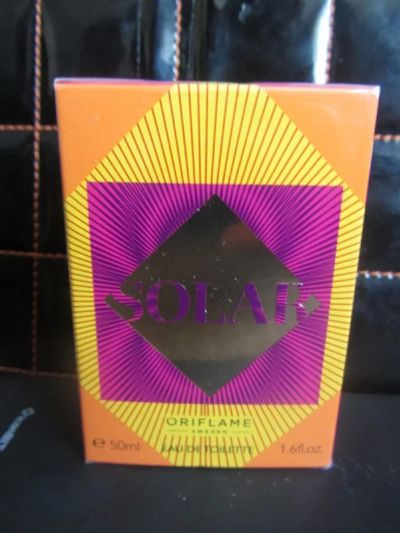 SOLAR
ORIFLAME
SWEDEN
e 50ml EAU DE TOILETTE 1.6fl.oz.